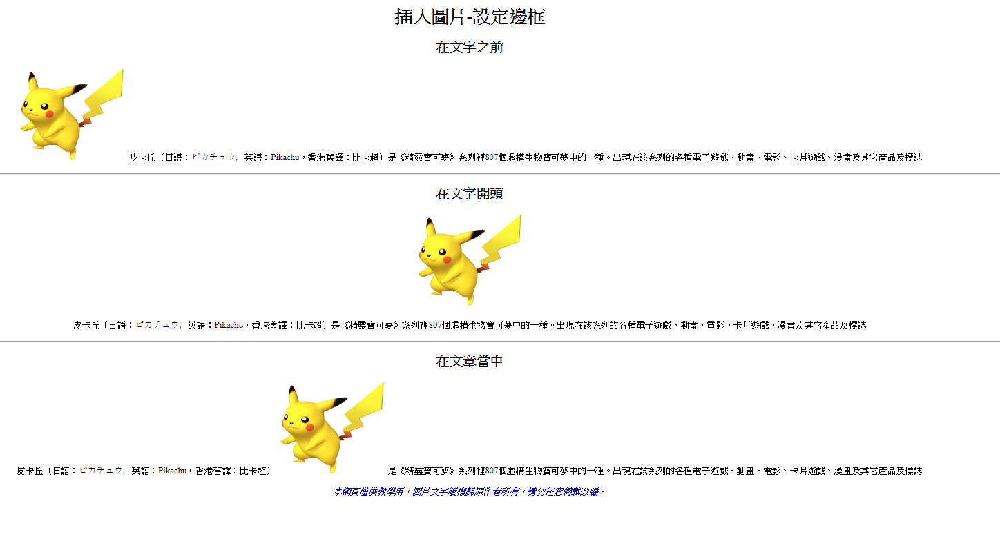 插入圖片-設定邊框
在文字之前
皮卡丘〔日語：ピカチュウ，英語：Pikachu，香港舊譯：比卡超〕是《精靈寶可夢》系列裡807個虛構生物寶可夢中的一種。出現在該系列的各種電子遊戲、動畫、電影、卡片遊戲、漫畫及其它產品及標誌
在文字開頭
皮卡丘〔日語：ピカチュウ，英語：Pikachu，香港舊譯：比卡超〕是《精靈寶可夢》系列裡807個虛構生物寶可夢中的一種。出現在該系列的各種電子遊戲、動畫、電影、卡片遊戲、漫畫及其它產品及標誌
在文章當中
皮卡丘〔日語：ピカチュウ，英語：Pikachu，香港舊譯：比卡超〕 是《精靈寶可夢》系列裡807個虛構生物寶可夢中的一種。出現在該系列的各種電子遊戲、動畫、電影、卡片遊戲、漫畫及其它產品及標誌
本網頁僅供教學用，圖片文字版權歸原作者所有，請勿任意轉載改編。